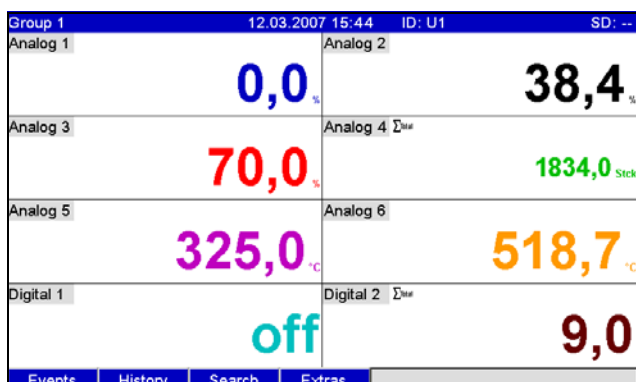 Group 1 12.03.2007 15:44 ID: U1 SD: --
Analog 1 Analog 2
0,0 % 38,4 %
Analog 3 Analog 4 Σtotal
70,0 % 1834,0 Stck
Analog 5 Analog 6
325,0 °C 518,7 °C
Digital 1 Digital 2 Σtotal
off 9,0
Events History Search Extras